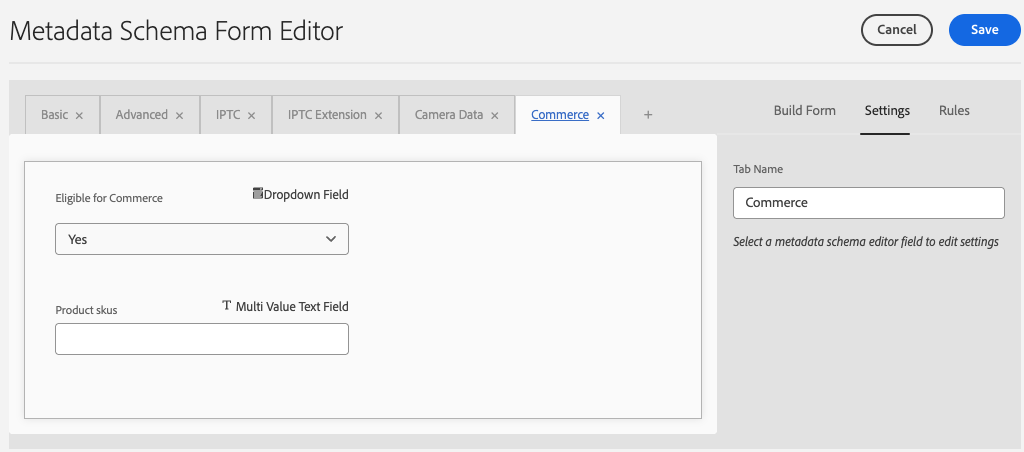 Metadata Schema Form Editor
Cancel
Save
Basic ×
Advanced ×
IPTC ×
IPTC Extension ×
Camera Data ×
Commerce ×
+
Build Form
Settings
Rules
Eligible for Commerce
Dropdown Field
Yes
Product skus
T Multi Value Text Field
Tab Name
Commerce
Select a metadata schema editor field to edit settings